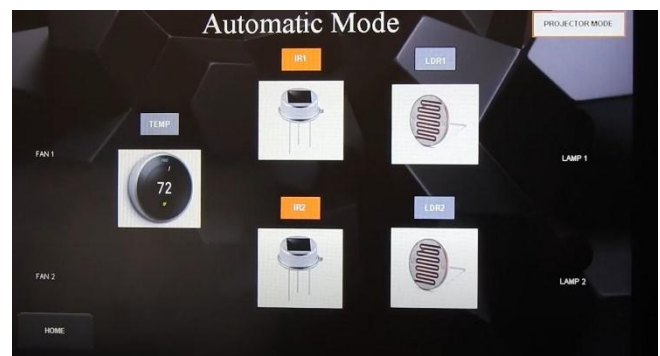 Automatic Mode
PROJECTOR MODE
IR1
LDR1
TEMP
FAN 1
72
LAMP 1
IR2
LDR2
FAN 2
LAMP 2
HOME